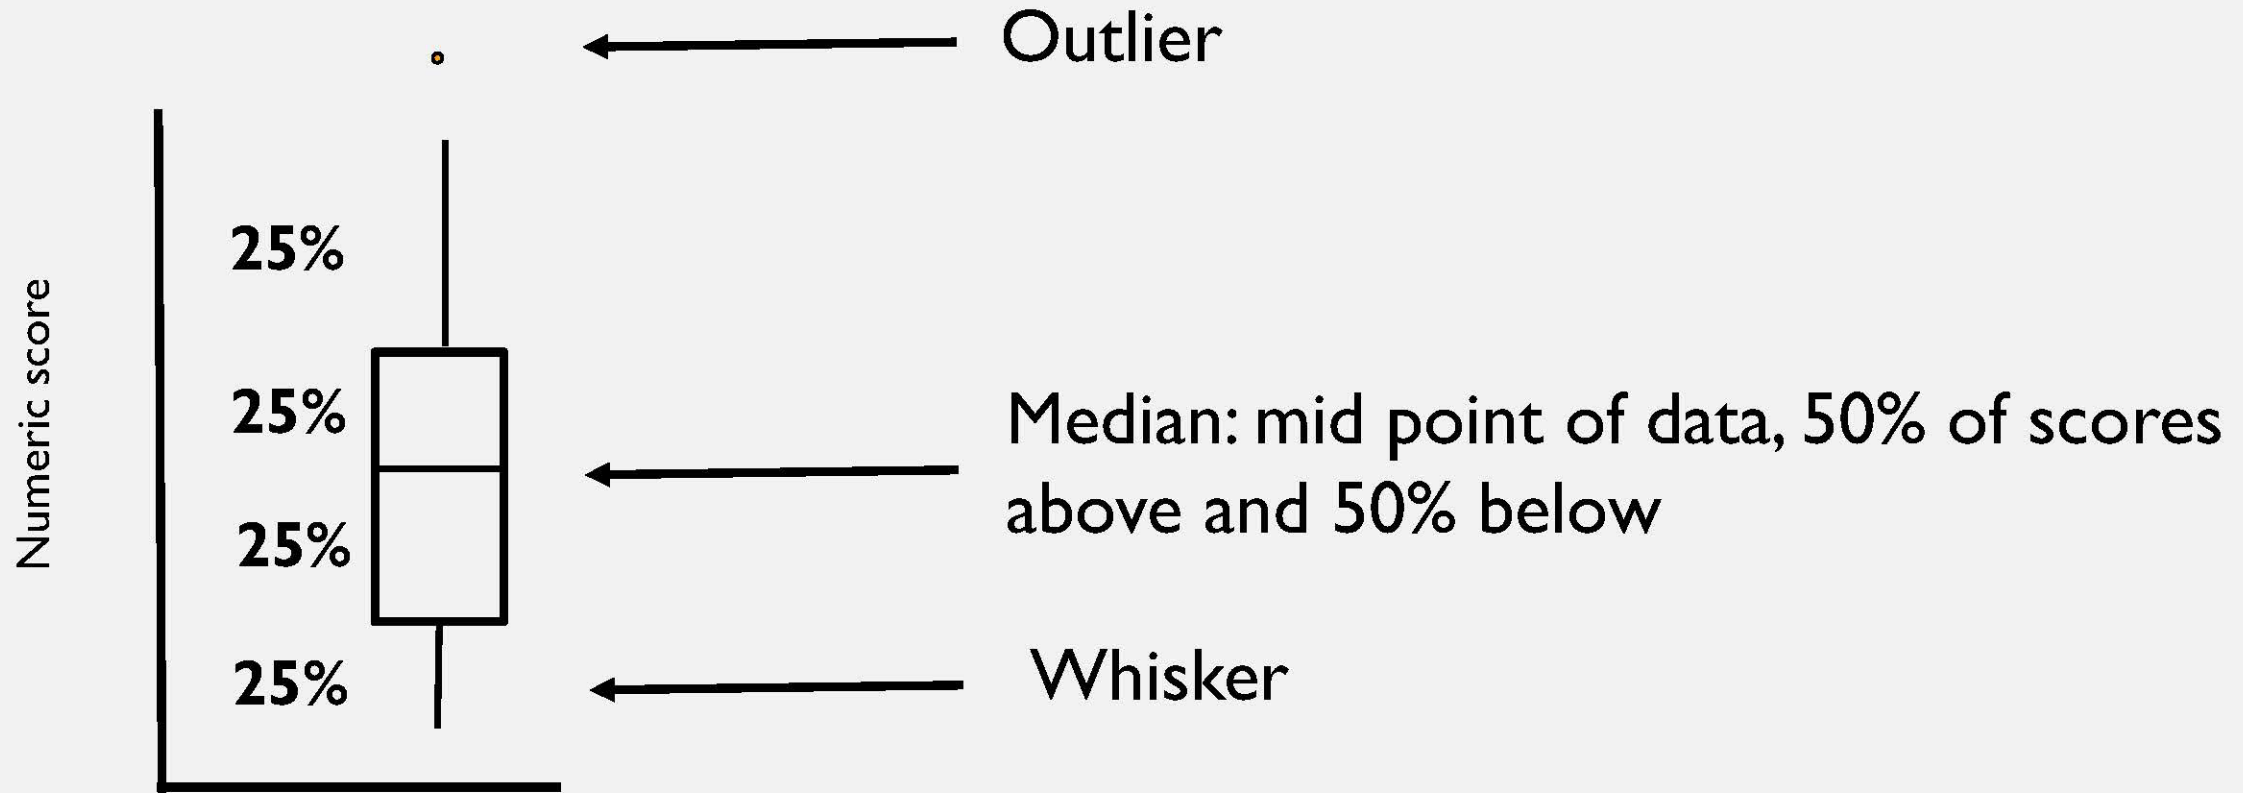 Outlier
25%
Numeric score
25%
Median: mid point of data, 50% of scores
above and 50% below
25%
25%
Whisker